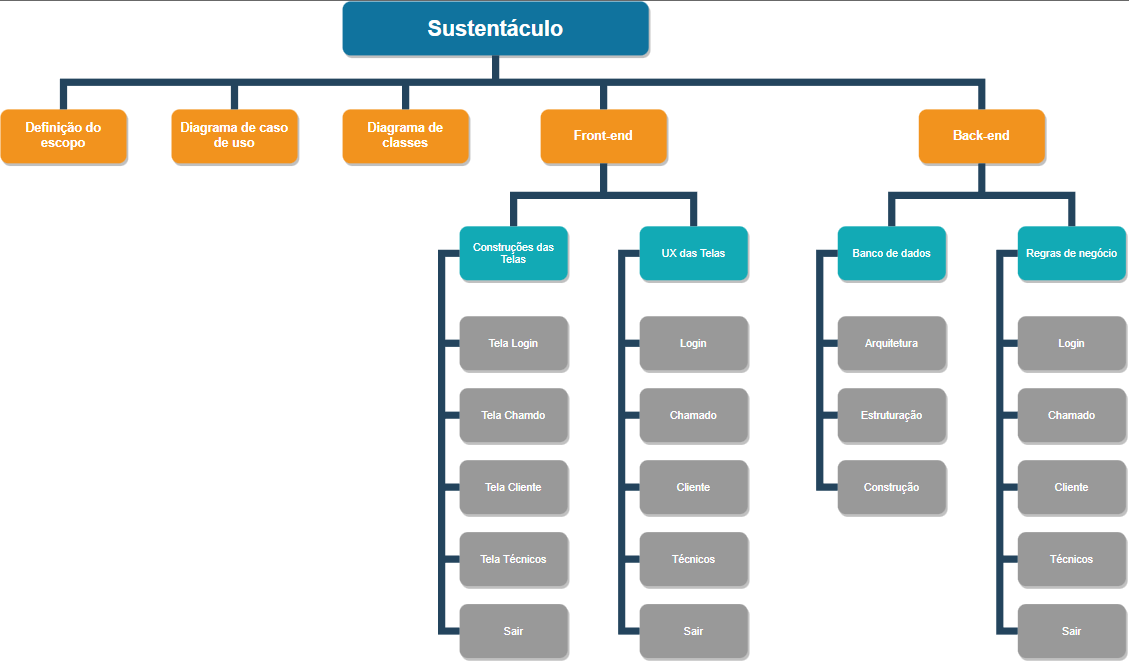 Sustentáculo
Definição do
escopo
Diagrama de caso
de uso
Diagrama de
classes
Front-end
Back-end
Construções das
Telas
UX das Telas
Banco de dados
Regras de negócio
Tela Login
Login
Arquitetura
Login
Tela Chamdo
Chamado
Estruturação
Chamado
Tela Cliente
Cliente
Construção
Cliente
Tela Técnicos
Técnicos
Técnicos
Sair
Sair
Sair